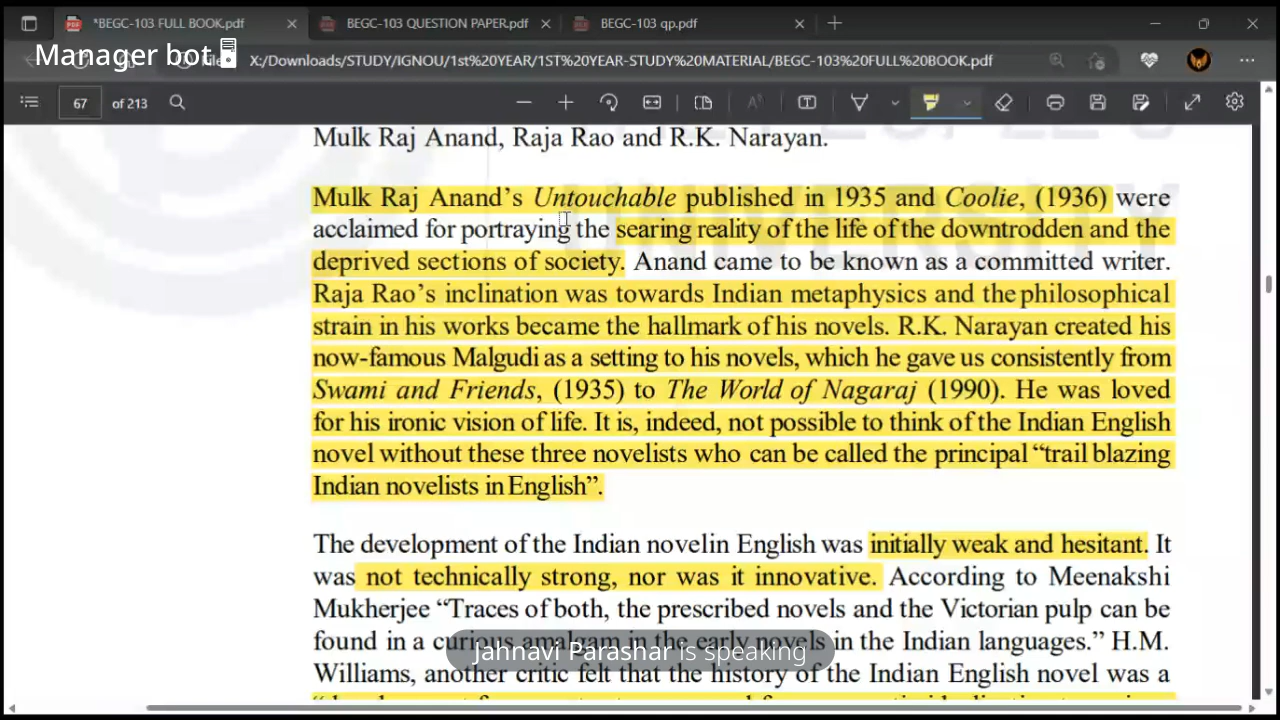 *BEGC-103 FULL BOOK.pdf
BEGC-103 QUESTION PAPER.pdf
BEGC-103 qp.pdf
Manager bot
X:/Downloads/STUDY/IGNOU/1st%20YEAR/1ST%20YEAR-STUDY%20MATERIAL/BEGC-103%20FULL%20BOOK.pdf
67 of 213
Mulk Raj Anand, Raja Rao and R.K. Narayan.
Mulk Raj Anand’s Untouchable published in 1935 and Coolie, (1936) were
acclaimed for portraying the searing reality of the life of the downtrodden and the
deprived sections of society. Anand came to be known as a committed writer.
Raja Rao’s inclination was towards Indian metaphysics and the philosophical
strain in his works became the hallmark of his novels. R.K. Narayan created his
now-famous Malgudi as a setting to his novels, which he gave us consistently from
Swami and Friends, (1935) to The World of Nagaraj (1990). He was loved
for his ironic vision of life. It is, indeed, not possible to think of the Indian English
novel without these three novelists who can be called the principal “trail blazing
Indian novelists in English”.
The development of the Indian novel in English was initially weak and hesitant. It
was not technically strong, nor was it innovative. According to Meenakshi
Mukherjee “Traces of both, the prescribed novels and the Victorian pulp can be
found in a curious amalgam in the early novels in the Indian languages.” H.M.
Jahnavi Parashar is speaking
Williams, another critic felt that the history of the Indian English novel was a